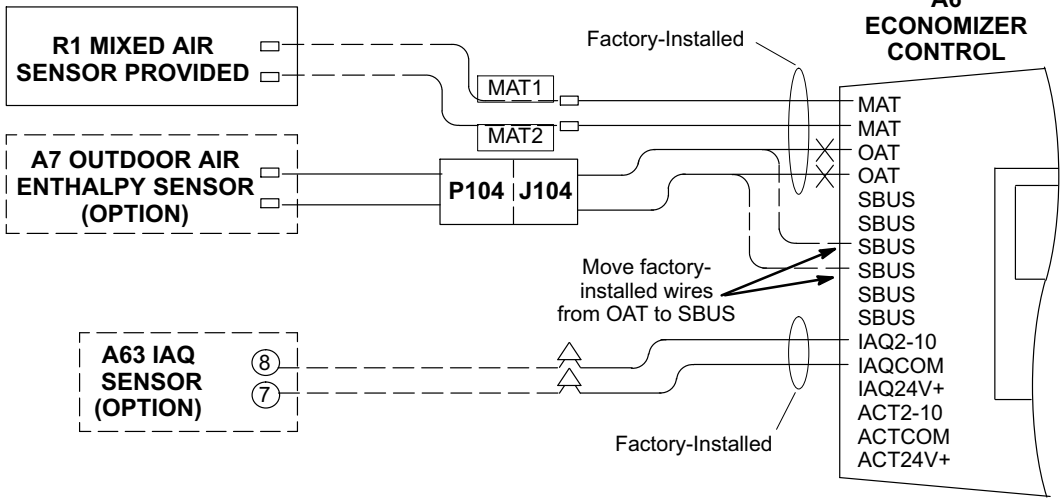 A6
ECONOMIZER
CONTROL
R1 MIXED AIR
SENSOR PROVIDED
Factory-Installed
MAT1
MAT2
A7 OUTDOOR AIR
ENTHALPY SENSOR
(OPTION)
P104 J104
MAT
MAT
OAT
OAT
SBUS
SBUS
SBUS
SBUS
SBUS
SBUS
IAQ2-10
IAQCOM
IAQ24V+
ACT2-10
ACTCOM
ACT24V+
Move factory-
installed wires
from OAT to SBUS
A63 IAQ
SENSOR
(OPTION)
8
7
Factory-Installed